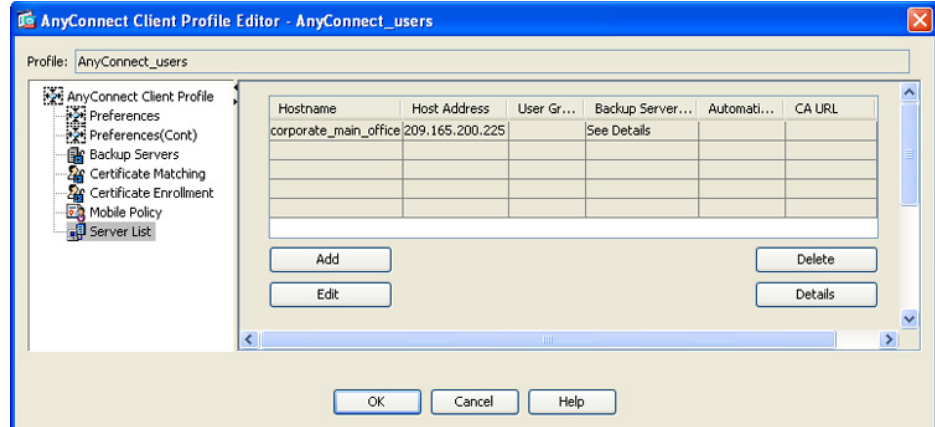 AnyConnect Client Profile Editor - AnyConnect_users
Profile: AnyConnect_users
AnyConnect Client Profile
Preferences
Preferences(Cont)
Backup Servers
Certificate Matching
Certificate Enrollment
Mobile Policy
Server List
Hostname Host Address User Gr... Backup Server... Automati... CA URL
corporate_main_office 209.165.200.225 See Details
Add Delete
Edit Details
OK Cancel Help